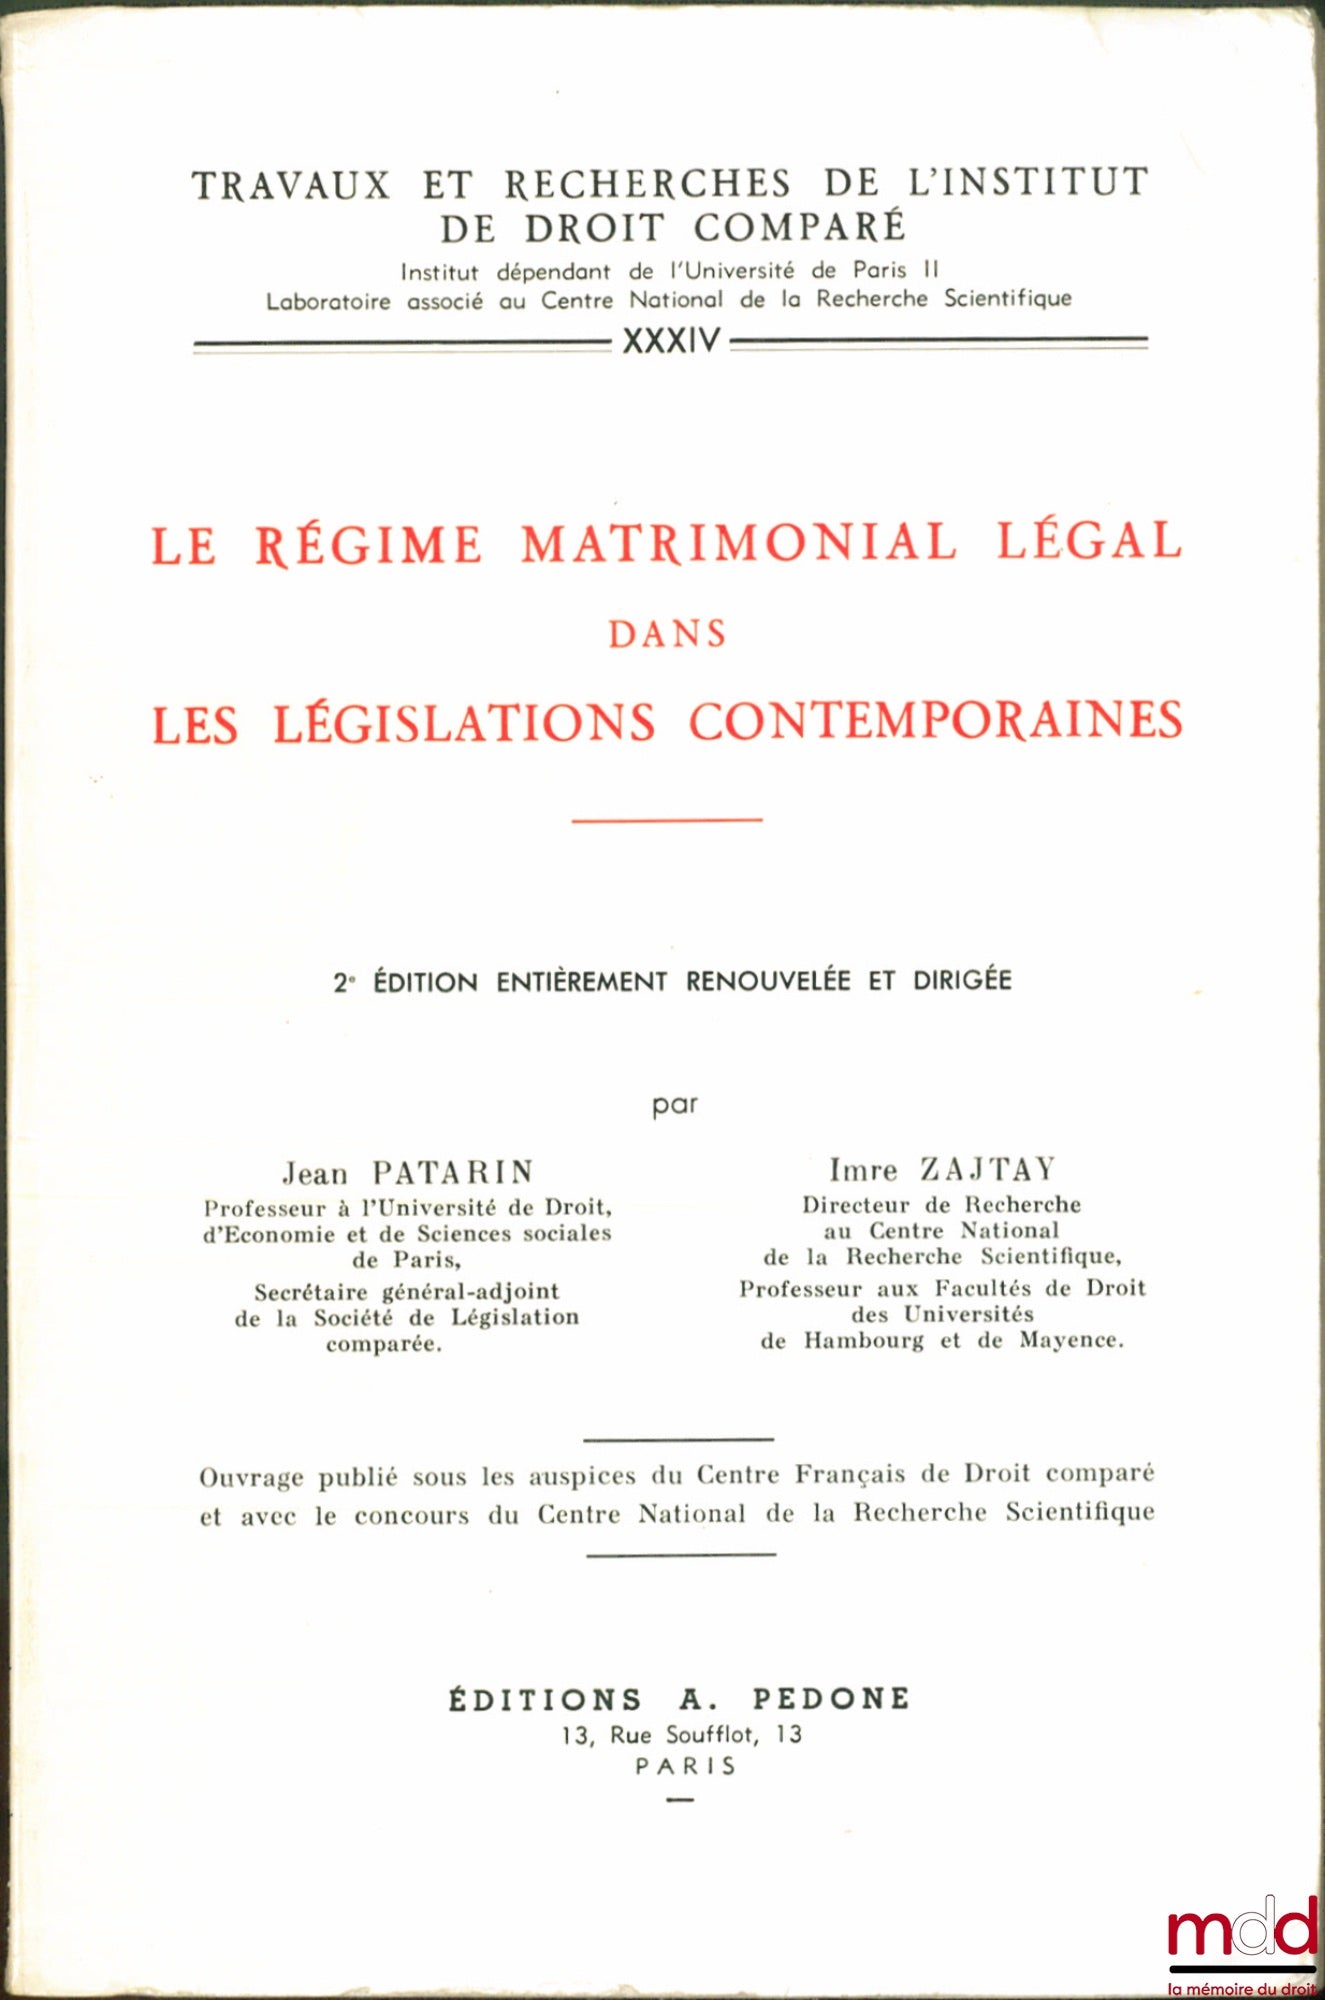 TRAVAUX ET RECHERCHES DE L'INSTITUT
DE DROIT COMPARÉ
Institut dépendant de l'Université de Paris II
Laboratoire associé au Centre National de la Recherche Scientifique
XXXIV
LE RÉGIME MATRIMONIAL LÉGAL
DANS
LES LÉGISLATIONS CONTEMPORAINES
2e ÉDITION ENTIÈREMENT RENOUVELÉE ET DIRIGÉE
par
Jean PATARIN
Professeur à l'Université de Droit,
d'Economie et de Sciences sociales
de Paris,
Secrétaire général-adjoint
de la Société de Législation
comparée.
Imre ZAJTAY
Directeur de Recherche
au Centre National
de la Recherche Scientifique,
Professeur aux Facultés de Droit
des Universités
de Hambourg et de Mayence.
Ouvrage publié sous les auspices du Centre Français de Droit comparé
et avec le concours du Centre National de la Recherche Scientifique
ÉDITIONS A. PEDONE
13, Rue Soufflot, 13
PARIS
mdd
la mémoire du droit